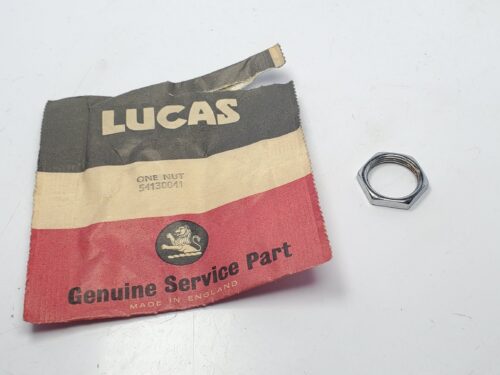 LUCAS
ONE NUT
54130041
Genuine Service Part
MADE IN ENGLAND